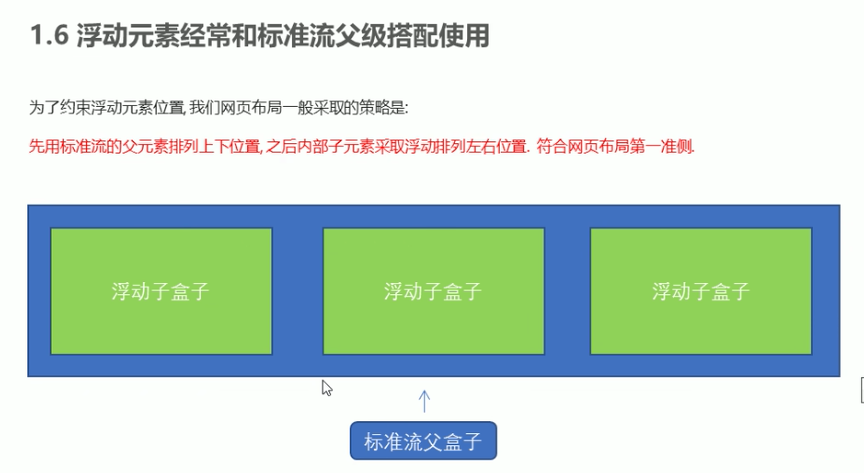 1.6 浮动元素经常和标准流父级搭配使用
为了约束浮动元素位置, 我们网页布局一般采取的策略是:
先用标准流的父元素排列上下位置, 之后内部子元素采取浮动排列左右位置. 符合网页布局第一准侧.
浮动子盒子
浮动子盒子
浮动子盒子
标准流父盒子